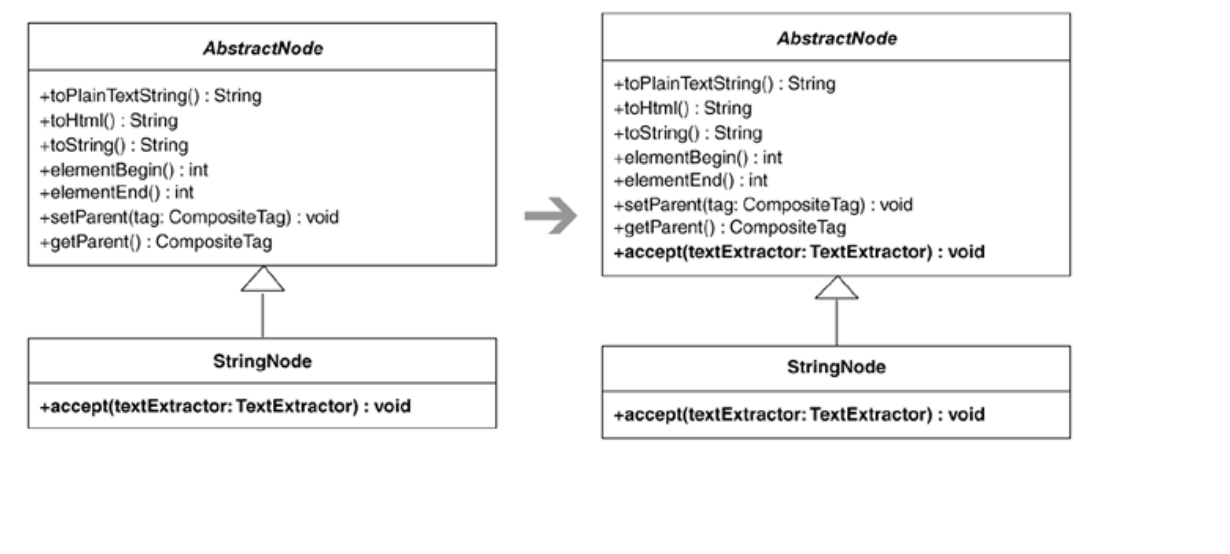 AbstractNode
+toPlainTextString() : String
+toHtml() : String
+toString() : String
+elementBegin() : int
+elementEnd() : int
+setParent(tag: CompositeTag) : void
+getParent() : CompositeTag
StringNode
+accept(textExtractor: TextExtractor) : void
AbstractNode
+toPlainTextString() : String
+toHtml() : String
+toString() : String
+elementBegin() : int
+elementEnd() : int
+setParent(tag: CompositeTag) : void
+getParent() : CompositeTag
+accept(textExtractor: TextExtractor) : void
StringNode
+accept(textExtractor: TextExtractor) : void